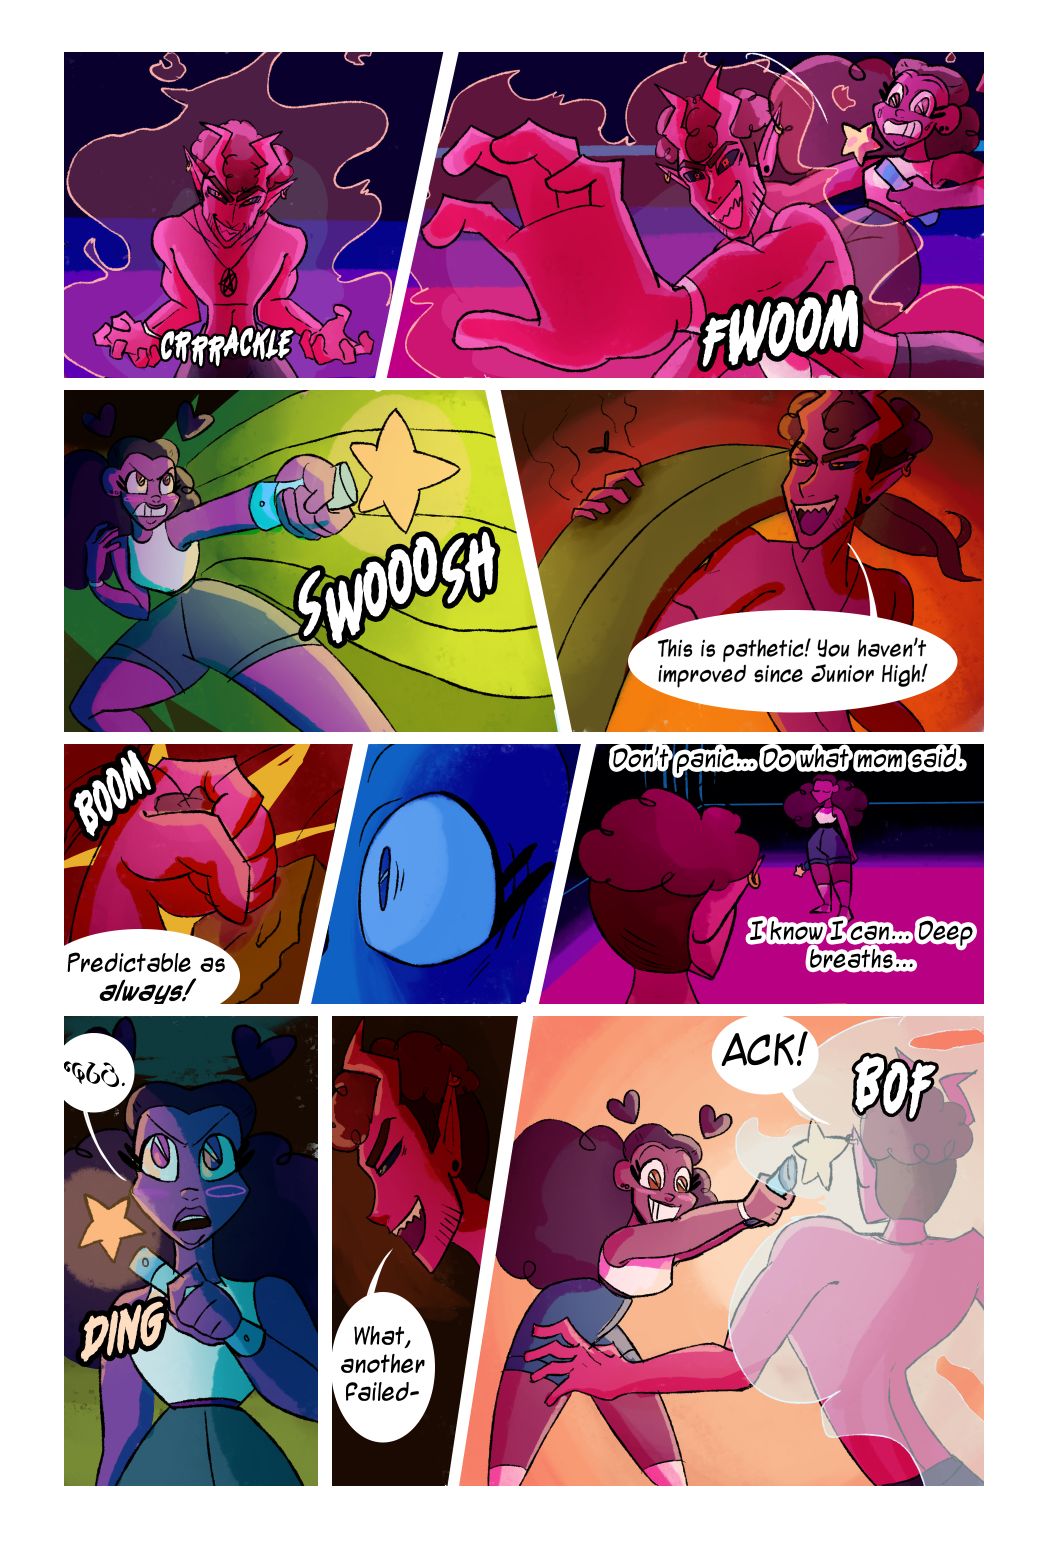 CRRRACKLE
FWOOM
SWOOOSH
This is pathetic! You haven't
improved since Junior High!
BOOM
Predictable as
always!
Don't panic... Do what mom said.
I know I can... Deep
breaths...
DING
What,
another
failed-
ACK!
BOF